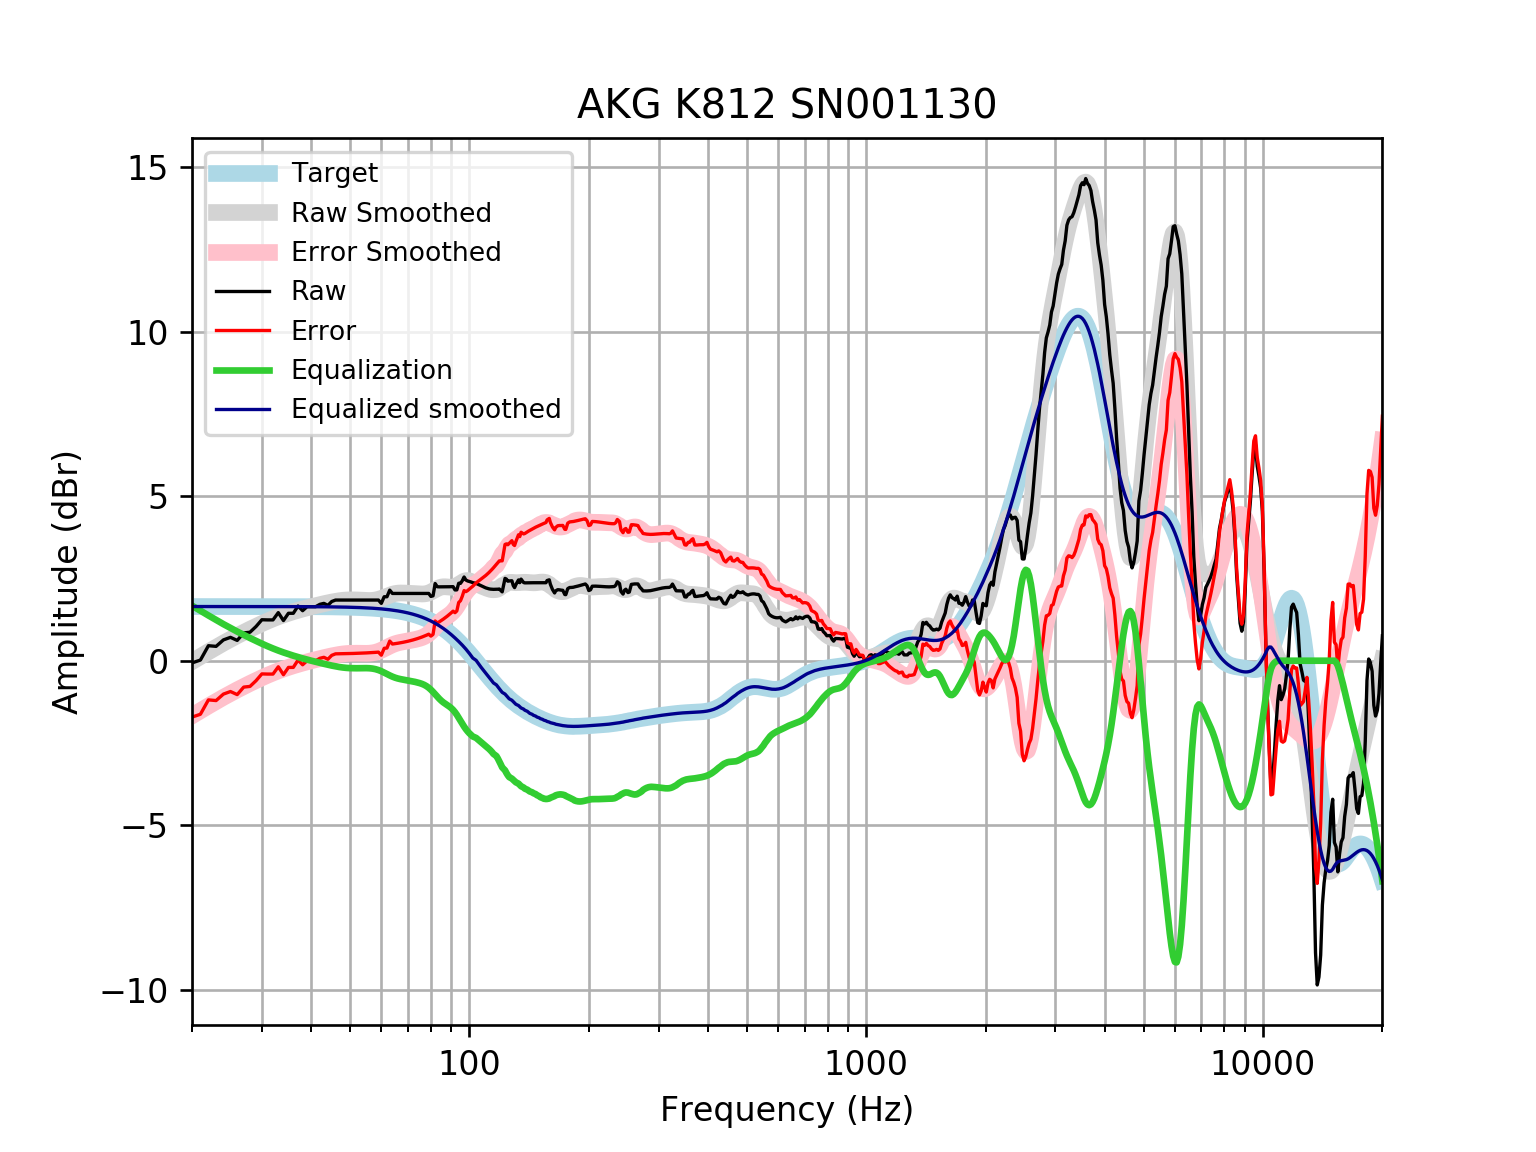 AKG K812 SN001130
Target
Raw Smoothed
Error Smoothed
Raw
Error
Equalization
Equalized smoothed
15
10
5
0
−5
−10
Amplitude (dBr)
100 1000 10000
Frequency (Hz)